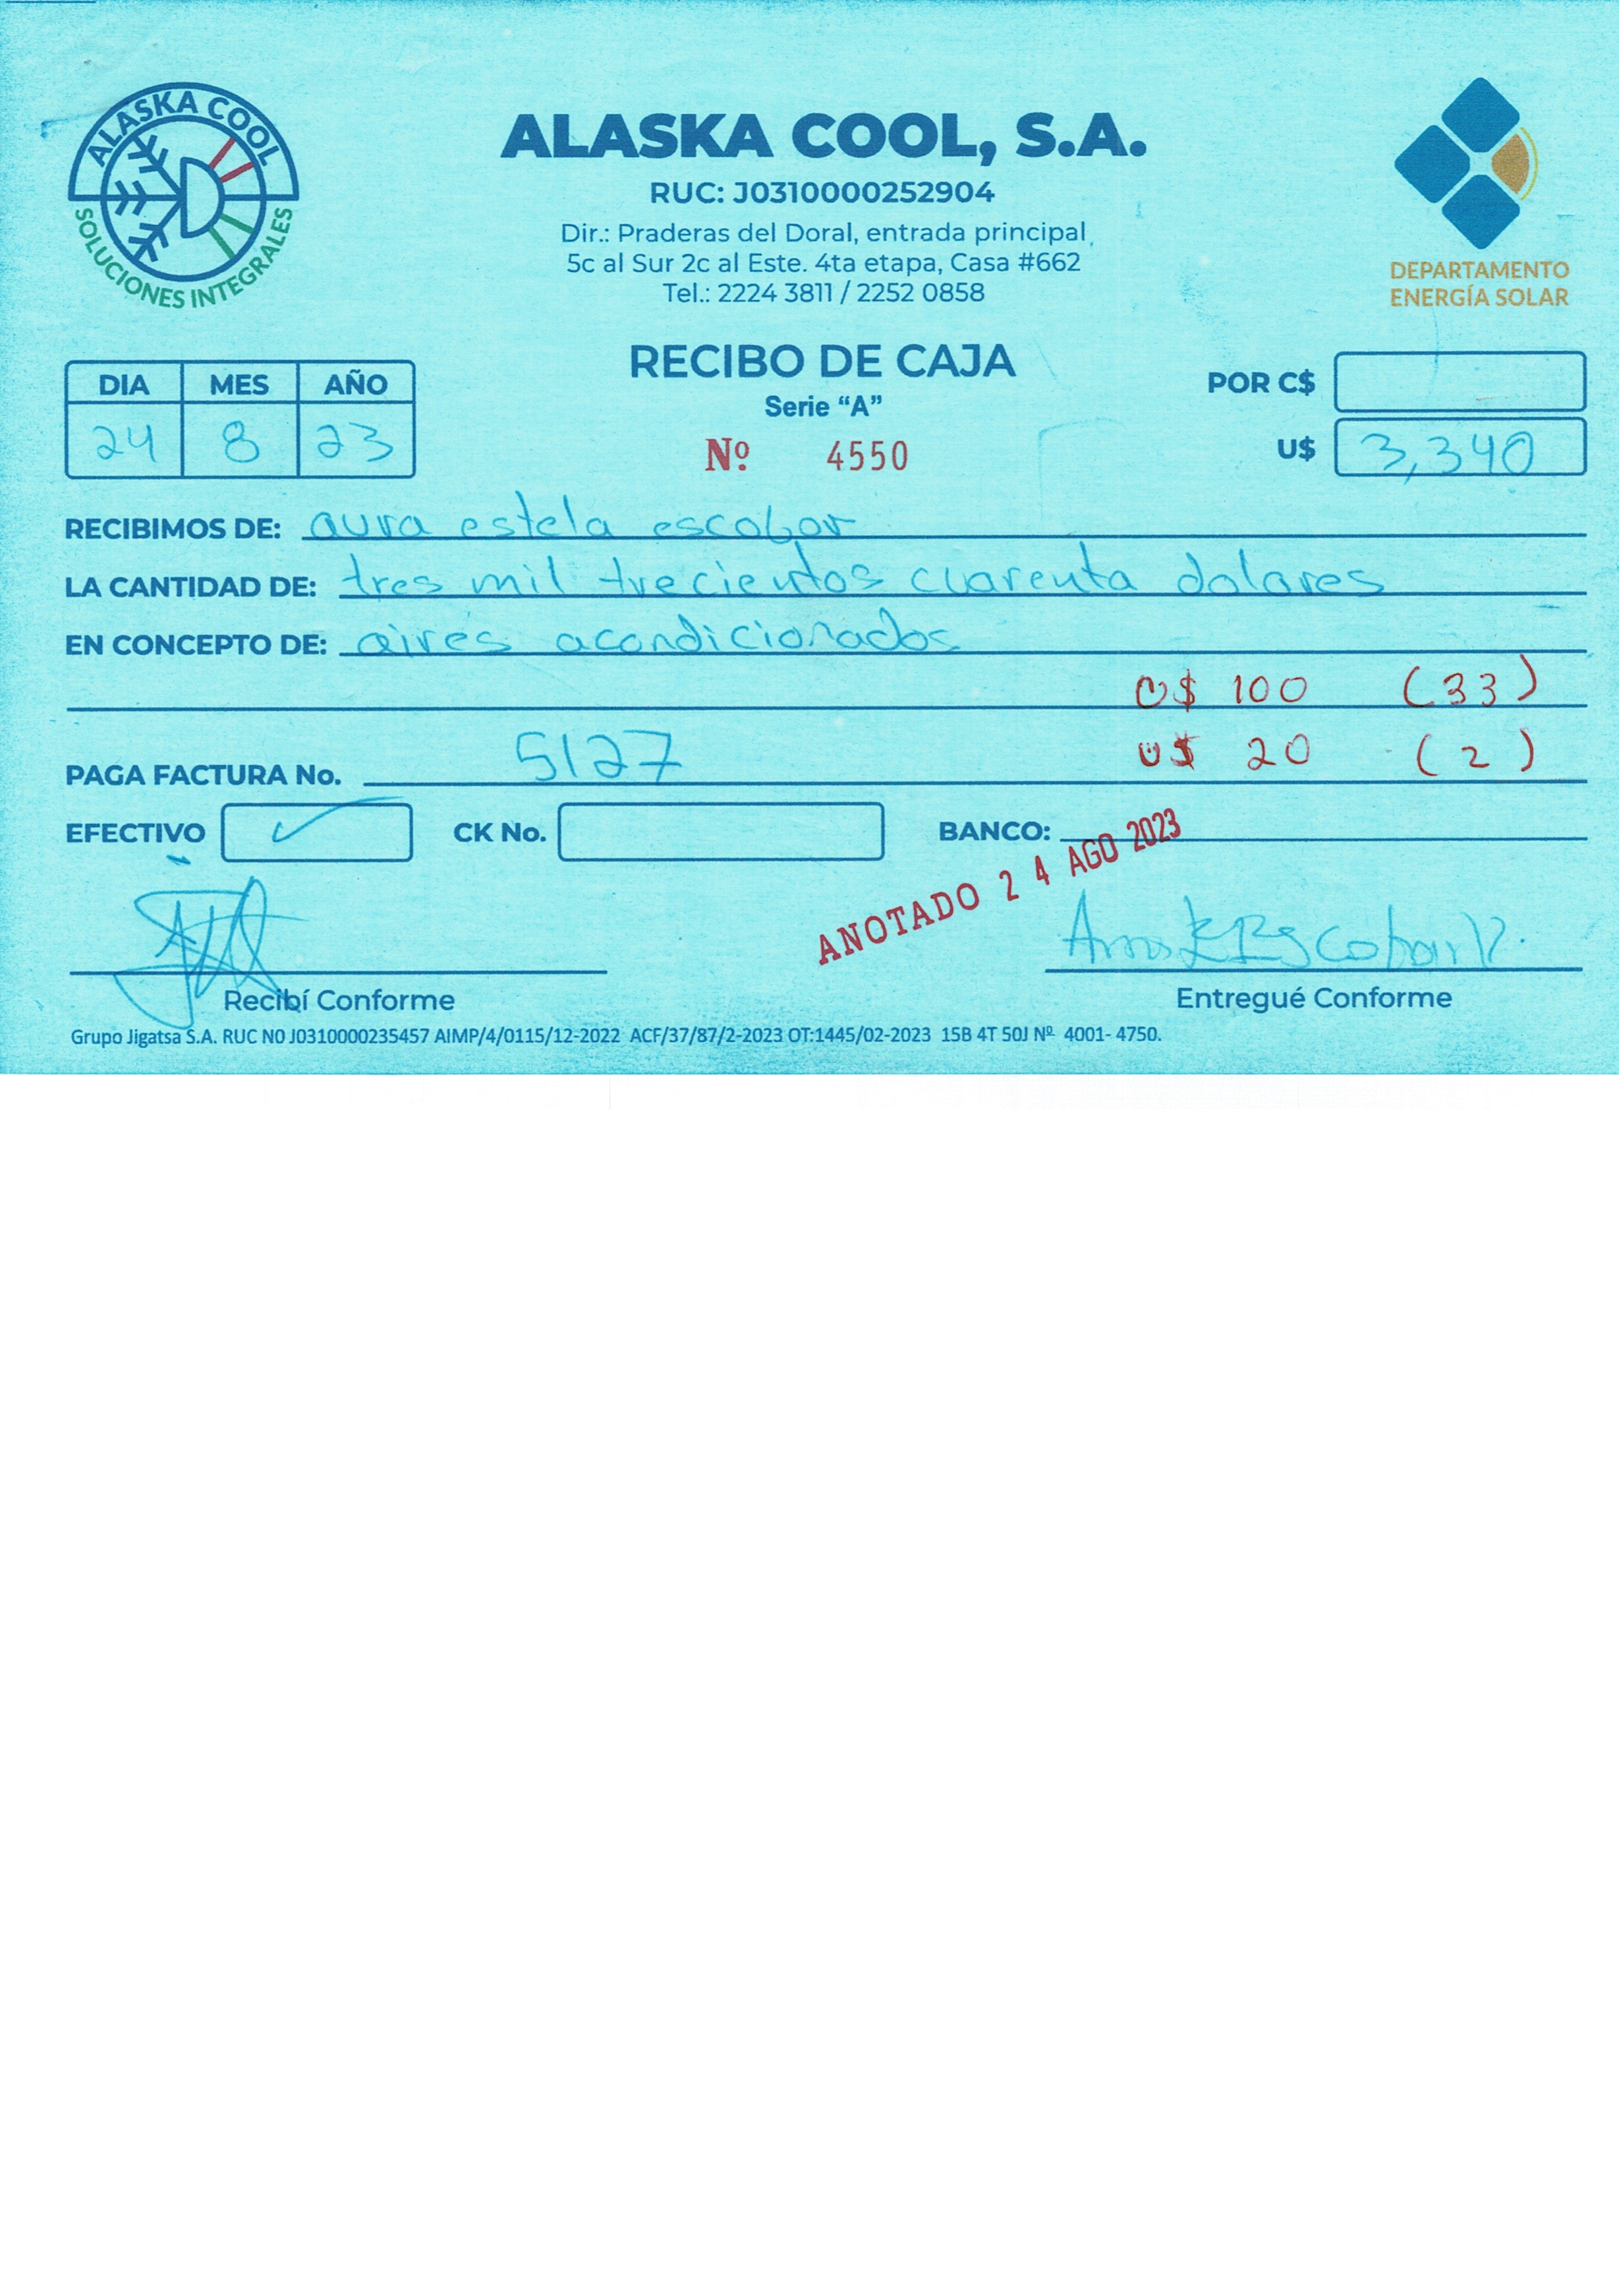 ALASKA COOL
SOLUCIONES INTEGRALES
ALASKA COOL, S.A.
RUC: J0310000252904
Dir.: Praderas del Doral, entrada principal,
5c al Sur 2c al Este. 4ta etapa, Casa #662
Tel.: 2224 3811 / 2252 0858
DEPARTAMENTO
ENERGÍA SOLAR
RECIBO DE CAJA
Serie “A”
Nº 4550
DIA MES AÑO
24 8 23
POR C$
U$ 3,340
RECIBIMOS DE: aura estela escobar
LA CANTIDAD DE: tres mil trecientos cuarenta dolares
EN CONCEPTO DE: aires acondicionados
U$ 100 (33)
U$ 20 (2)
PAGA FACTURA No. 5127
EFECTIVO ✓ CK No. BANCO:
ANOTADO 24 AGO 2023
Escobar V.
Recibí Conforme Entregué Conforme
Grupo Jigatsa S.A. RUC N0 J0310000235457 AIMP/4/0115/12-2022 ACF/37/87/2-2023 OT:1445/02-2023 15B 4T 50J Nº 4001- 4750.